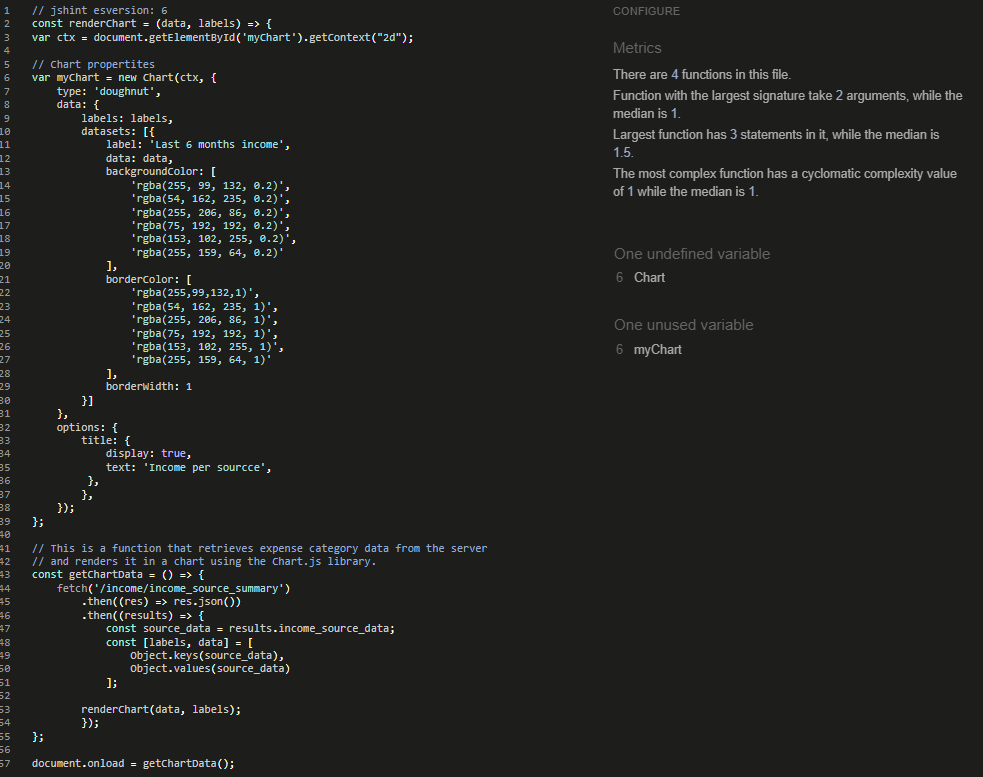 1 // jshint esversion: 6
2 const renderChart = (data, labels) => {
3 var ctx = document.getElementById('myChart').getContext("2d");
4
5 // Chart propertites
6 var myChart = new Chart(ctx, {
7 type: 'doughnut',
8 data: {
9 labels: labels,
10 datasets: [{
11 label: 'Last 6 months income',
12 data: data,
13 backgroundColor: [
14 'rgba(255, 99, 132, 0.2)',
15 'rgba(54, 162, 235, 0.2)',
16 'rgba(255, 206, 86, 0.2)',
17 'rgba(75, 192, 192, 0.2)',
18 'rgba(153, 102, 255, 0.2)',
19 'rgba(255, 159, 64, 0.2)'
20 ],
21 borderColor: [
22 'rgba(255,99,132,1)',
23 'rgba(54, 162, 235, 1)',
24 'rgba(255, 206, 86, 1)',
25 'rgba(75, 192, 192, 1)',
26 'rgba(153, 102, 255, 1)',
27 'rgba(255, 159, 64, 1)'
28 ],
29 borderWidth: 1
30 }]
31 },
32 options: {
33 title: {
34 display: true,
35 text: 'Income per sourcce',
36 },
37 },
38 });
39 };
40
41 // This is a function that retrieves expense category data from the server
42 // and renders it in a chart using the Chart.js library.
43 const getChartData = () => {
44 fetch('/income/income_source_summary')
45 .then((res) => res.json())
46 .then((results) => {
47 const source_data = results.income_source_data;
48 const [labels, data] = [
49 Object.keys(source_data),
50 Object.values(source_data)
51 ];
52
53 renderChart(data, labels);
54 });
55 };
56
57 document.onload = getChartData();
CONFIGURE
Metrics
There are 4 functions in this file.
Function with the largest signature take 2 arguments, while the
median is 1.
Largest function has 3 statements in it, while the median is
1.5.
The most complex function has a cyclomatic complexity value
of 1 while the median is 1.
One undefined variable
6 Chart
One unused variable
6 myChart